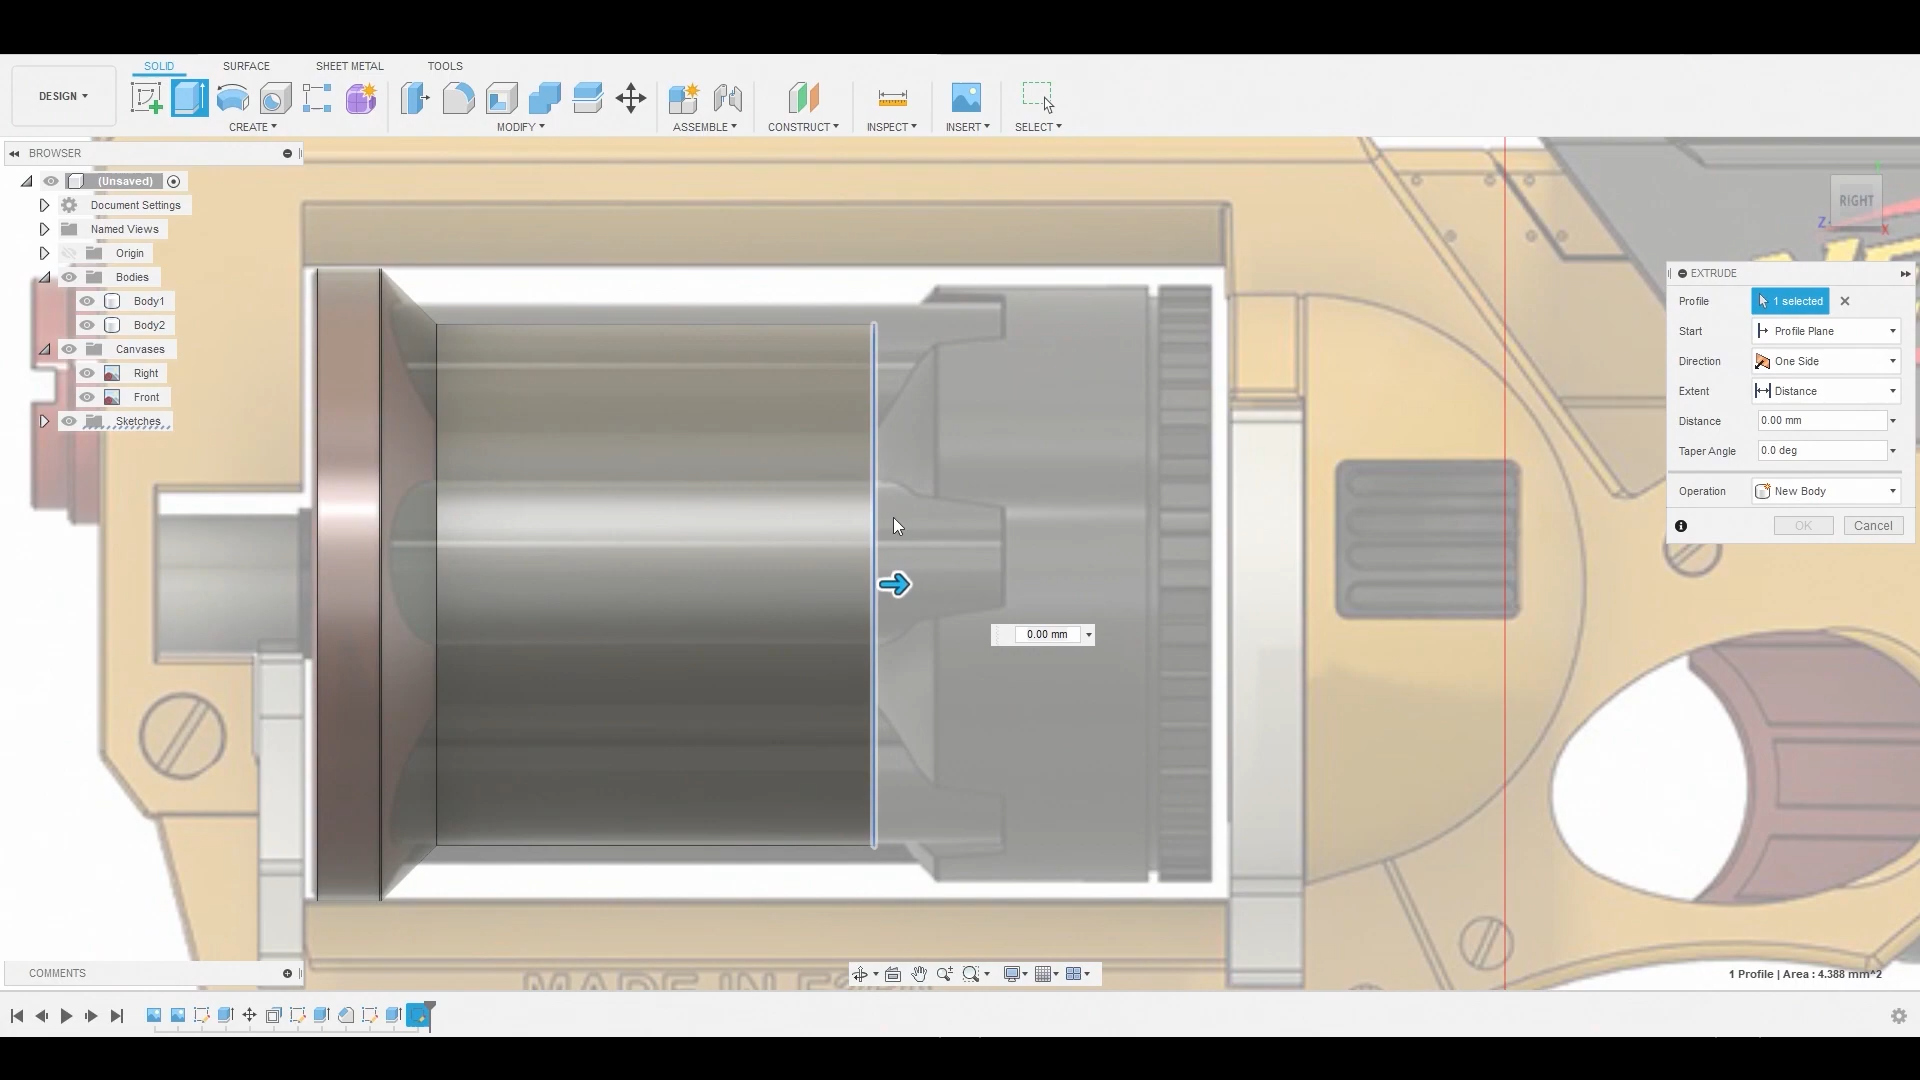 SOLID SURFACE SHEET METAL TOOLS
DESIGN
CREATE MODIFY ASSEMBLE CONSTRUCT INSPECT INSERT SELECT
BROWSER
(Unsaved)
Document Settings
Named Views
Origin
Bodies
Body1
Body2
Canvases
Right
Front
Sketches
RIGHT
Z
X
EXTRUDE
Profile 1 selected
Start Profile Plane
Direction One Side
Extent Distance
Distance 0.00 mm
Taper Angle 0.0 deg
Operation New Body
OK Cancel
0.00 mm
COMMENTS
MADE IN
1 Profile | Area : 4.388 mm^2